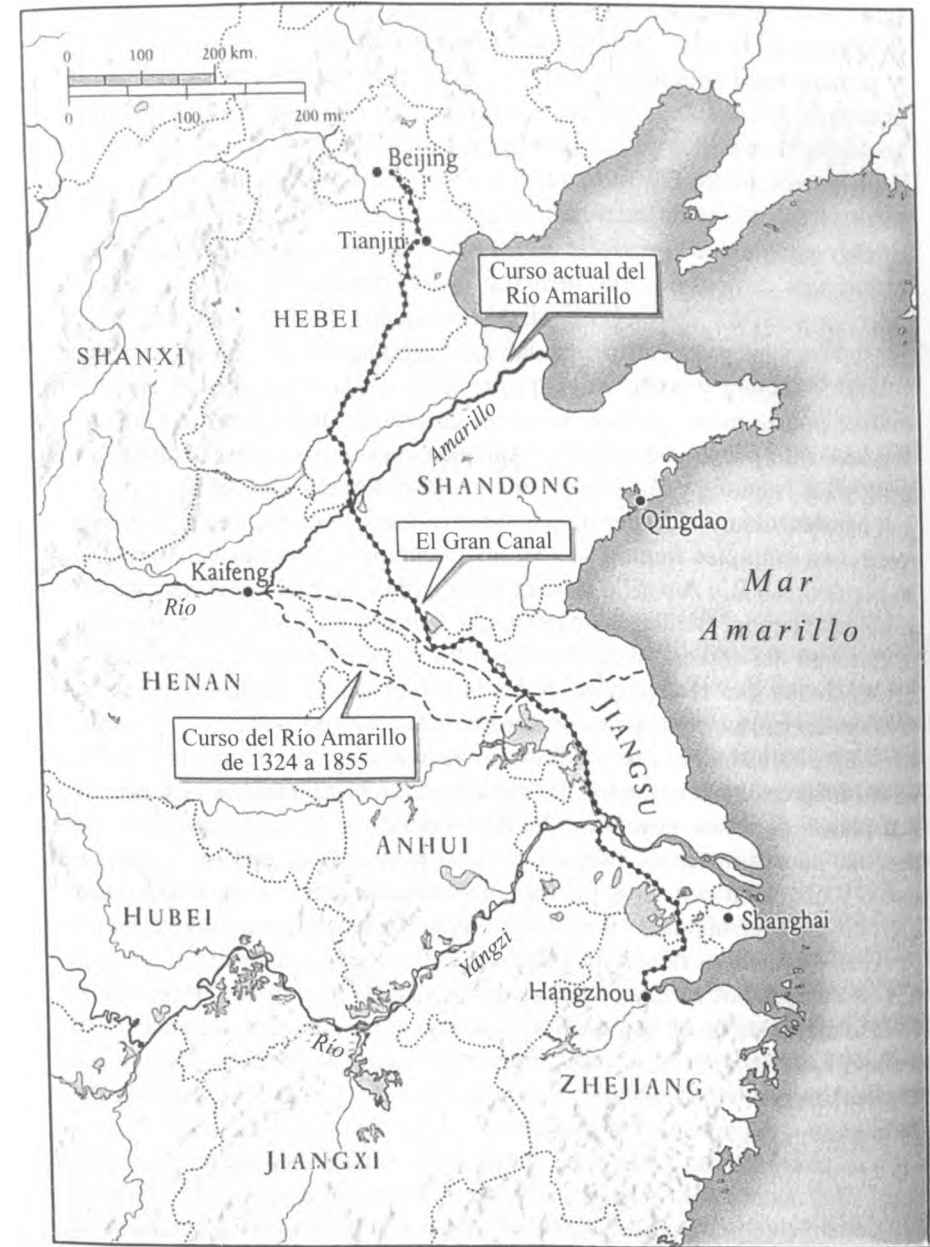 0 100 200 km.
0 100 200 mi.
Beijing
Tianjin
Curso actual del
Río Amarillo
HEBEI
SHANXI
Amarillo
SHANDONG
Qingdao
El Gran Canal
Kaifeng
Río
Mar
Amarillo
HENAN
JIANGSU
Curso del Río Amarillo
de 1324 a 1855
ANHUI
HUBEI
Shanghai
Yangzi
Hangzhou
Río
ZHEJIANG
JIANGXI